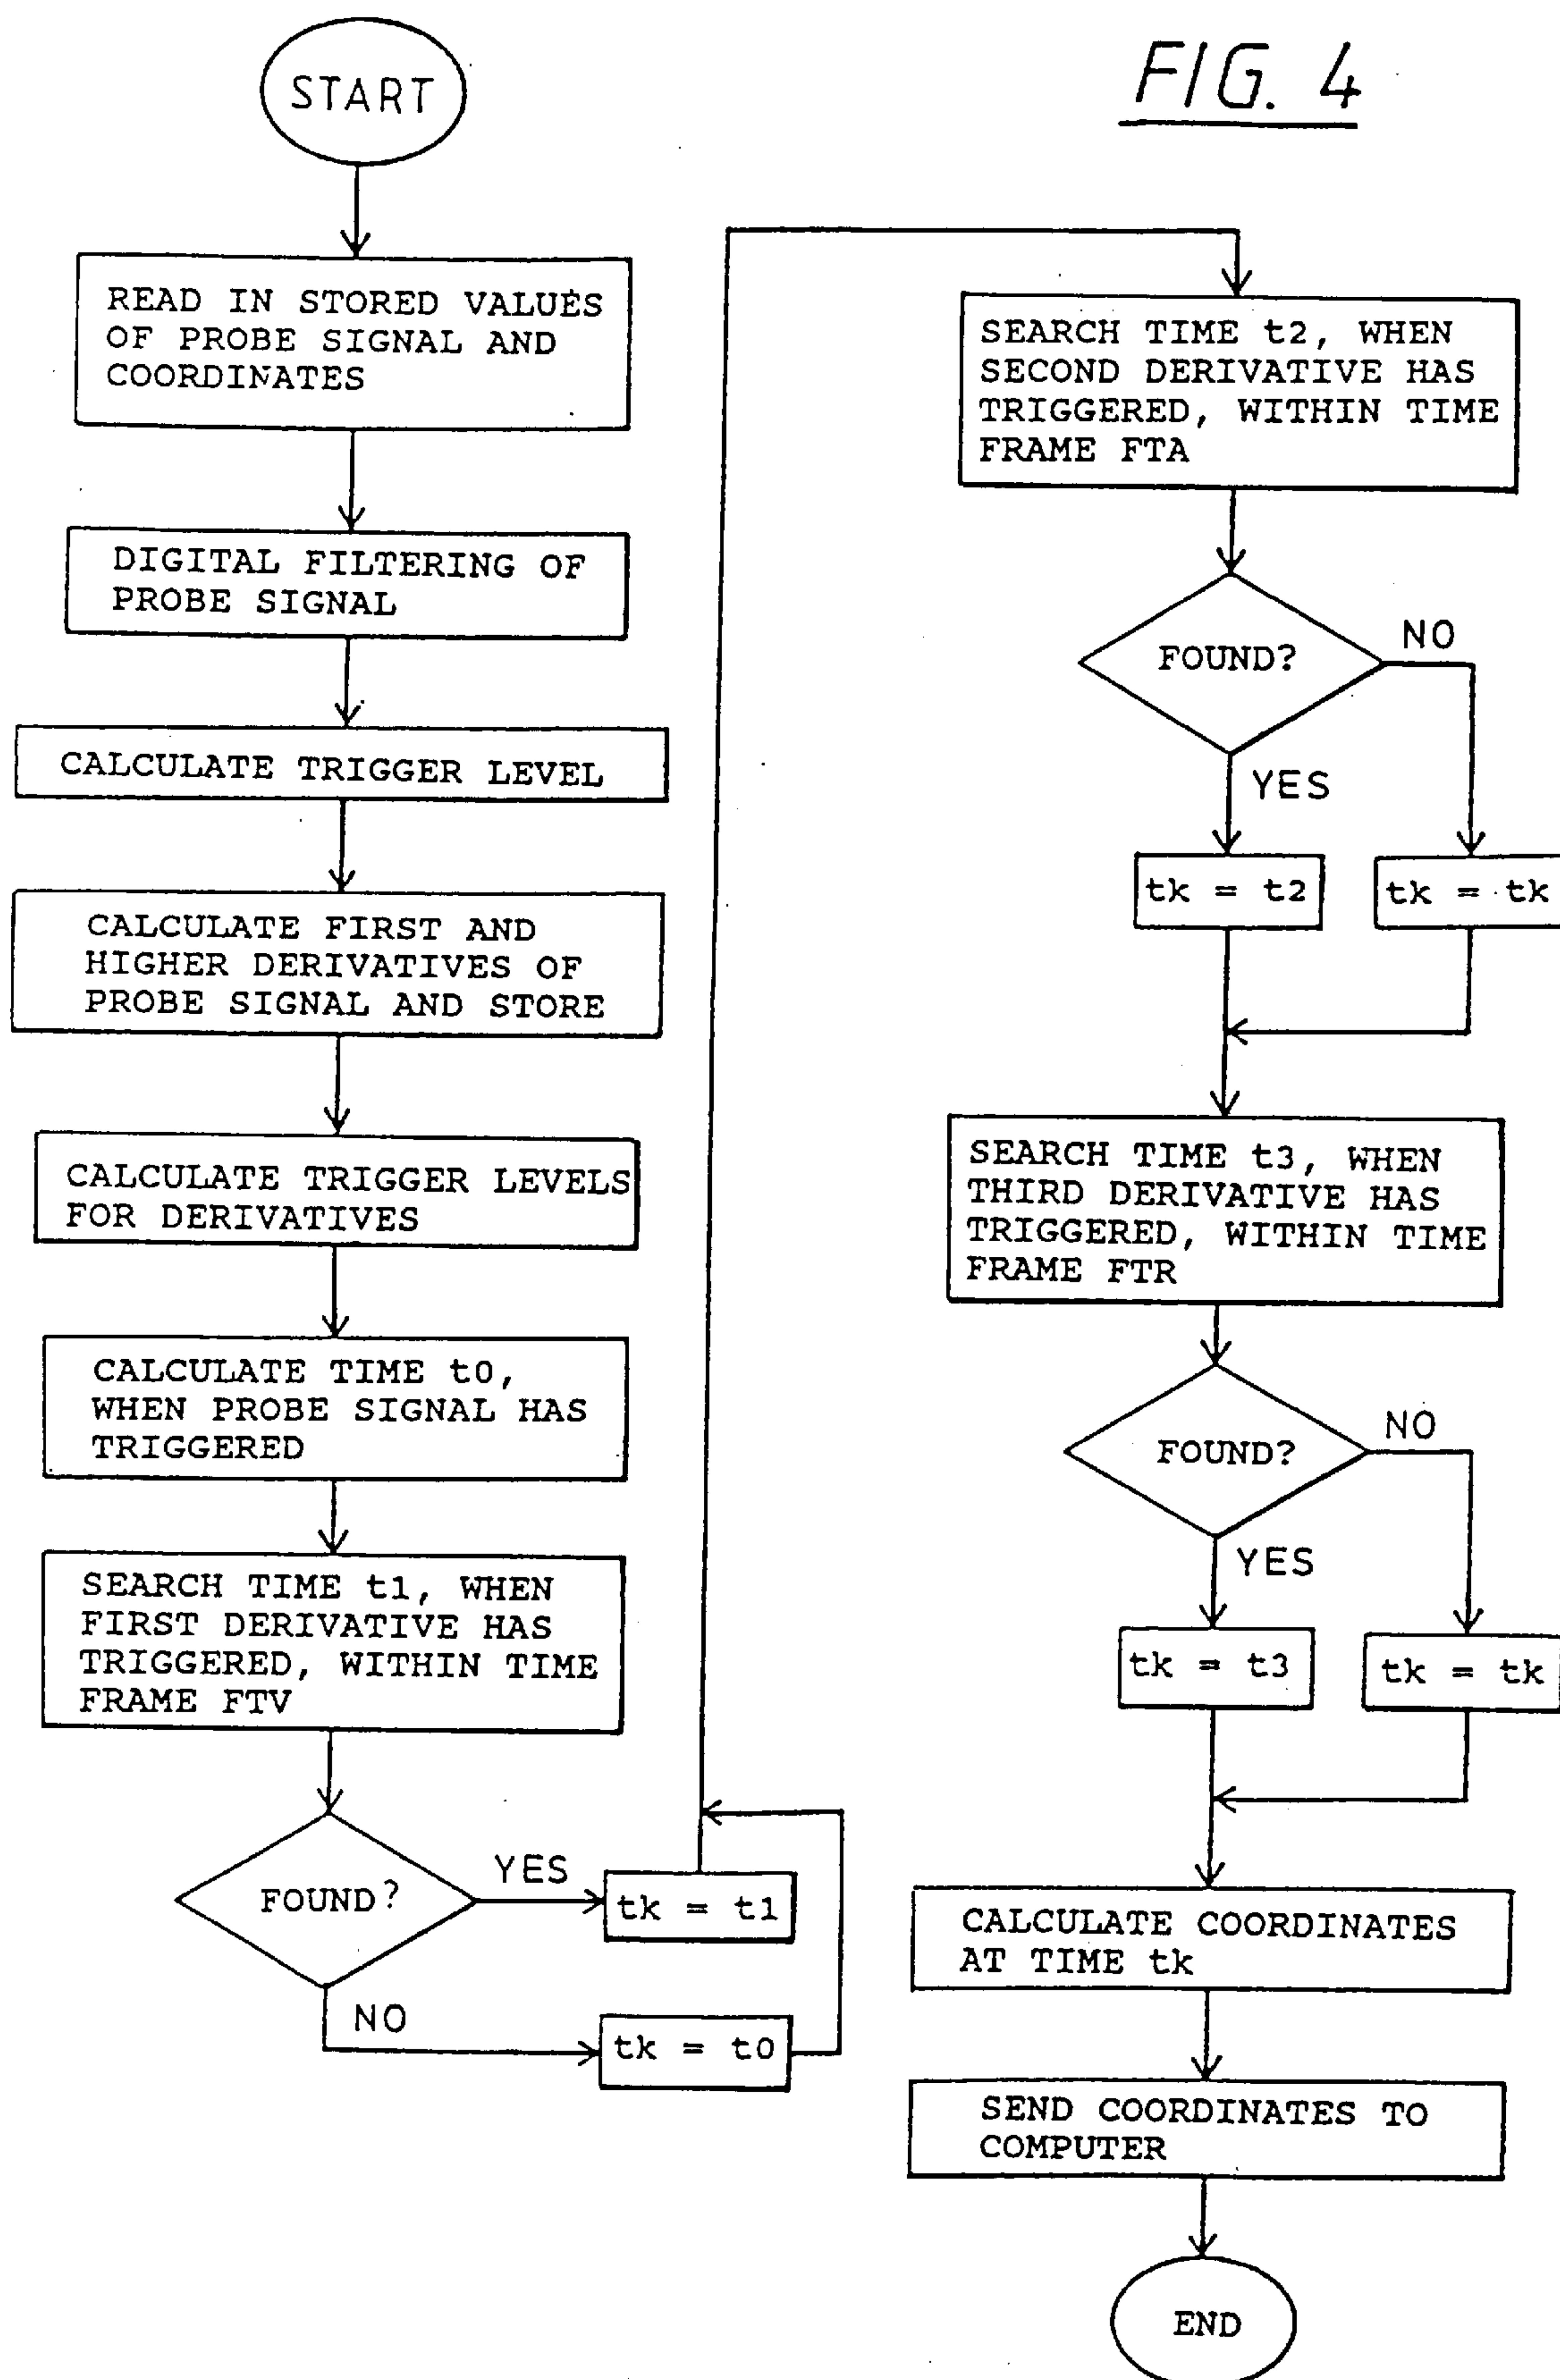 FIG. 4
START
READ IN STORED VALUES
OF PROBE SIGNAL AND
COORDINATES
DIGITAL FILTERING OF
PROBE SIGNAL
CALCULATE TRIGGER LEVEL
CALCULATE FIRST AND
HIGHER DERIVATIVES OF
PROBE SIGNAL AND STORE
CALCULATE TRIGGER LEVELS
FOR DERIVATIVES
CALCULATE TIME t0,
WHEN PROBE SIGNAL HAS
TRIGGERED
SEARCH TIME t1, WHEN
FIRST DERIVATIVE HAS
TRIGGERED, WITHIN TIME
FRAME FTV
FOUND?
YES
tk = t1
NO
tk = t0
SEARCH TIME t2, WHEN
SECOND DERIVATIVE HAS
TRIGGERED, WITHIN TIME
FRAME FTA
FOUND?
NO
YES
tk = t2
tk = tk
SEARCH TIME t3, WHEN
THIRD DERIVATIVE HAS
TRIGGERED, WITHIN TIME
FRAME FTR
FOUND?
NO
YES
tk = t3
tk = tk
CALCULATE COORDINATES
AT TIME tk
SEND COORDINATES TO
COMPUTER
END